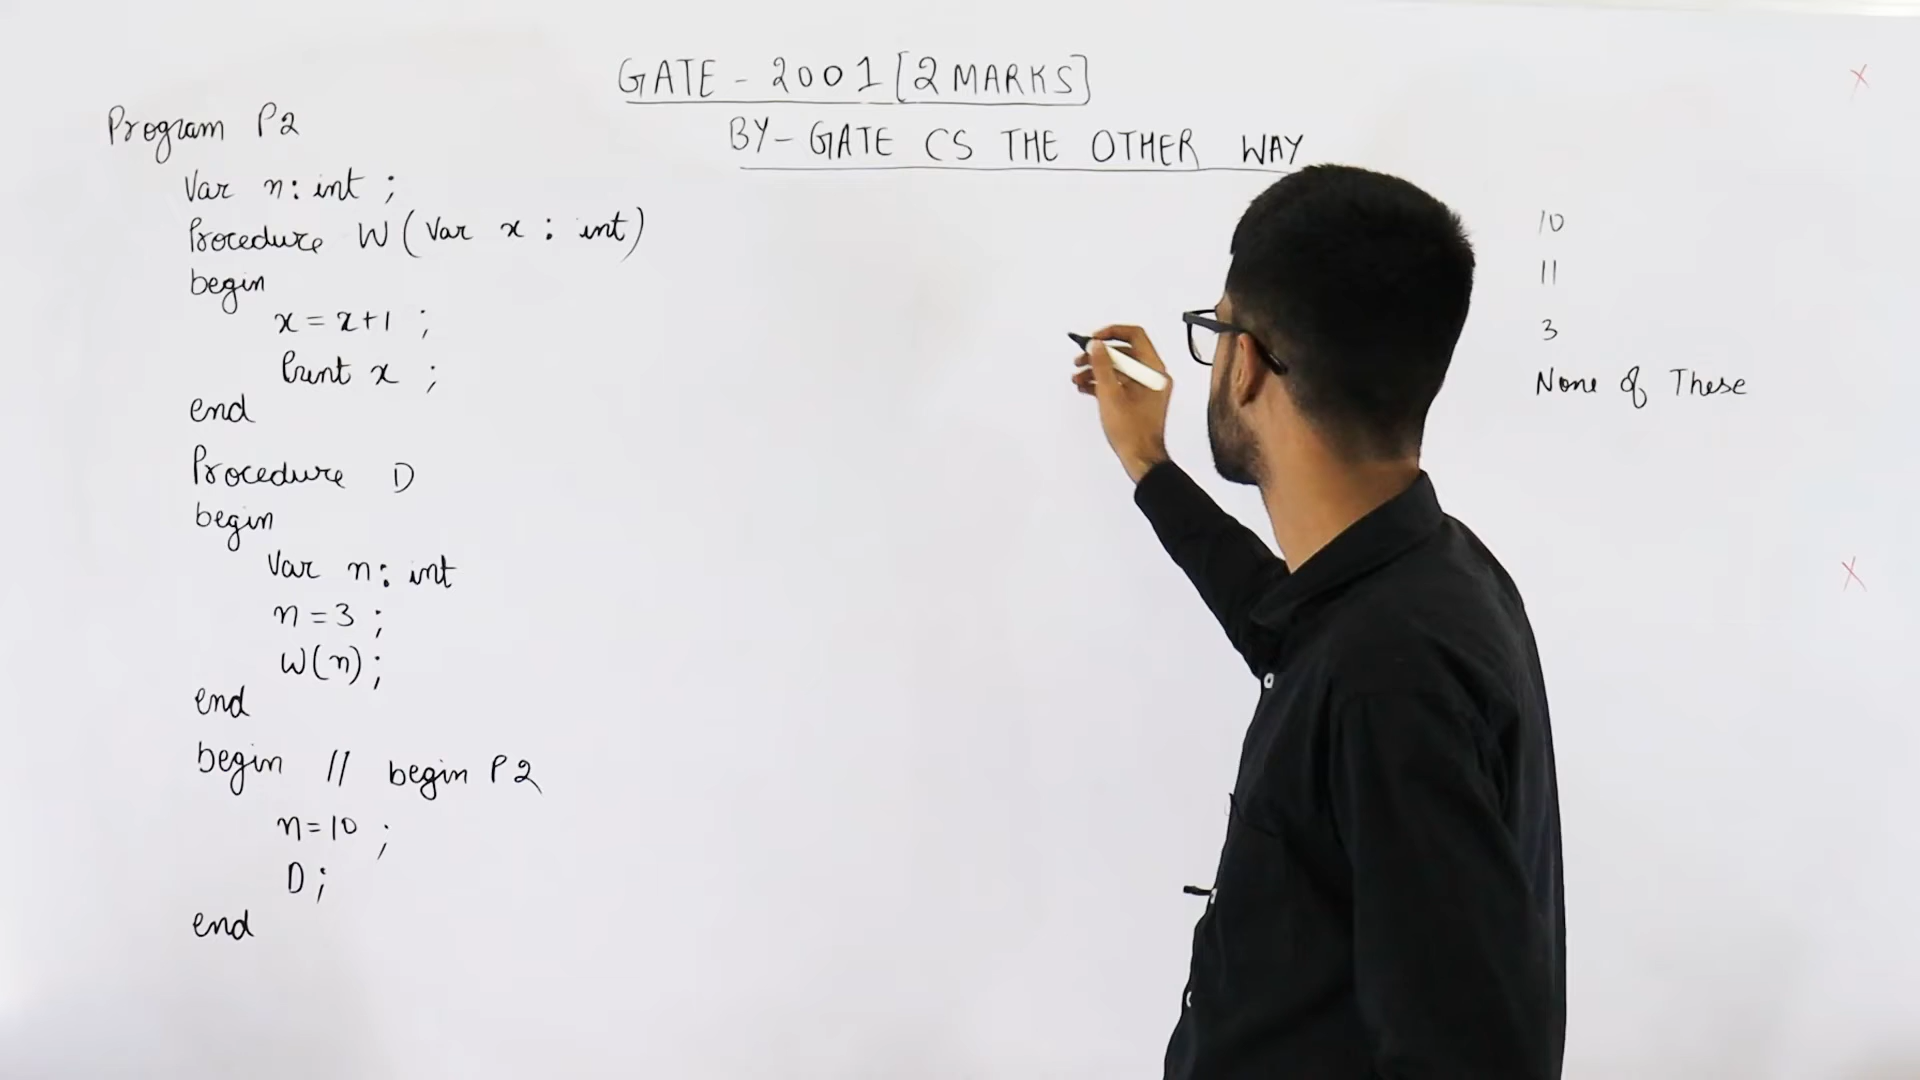 GATE - 2001 [2 MARKS]
BY- GATE CS THE OTHER WAY
Program P2
Var n: int ;
Procedure W ( Var x : int )
begin
x = x+1 ;
Print x ;
end
Procedure D
begin
Var n: int
n = 3 ;
W(n) ;
end
begin // begin P2
n=10 ;
D ;
end
10
11
3
None of These
X
X